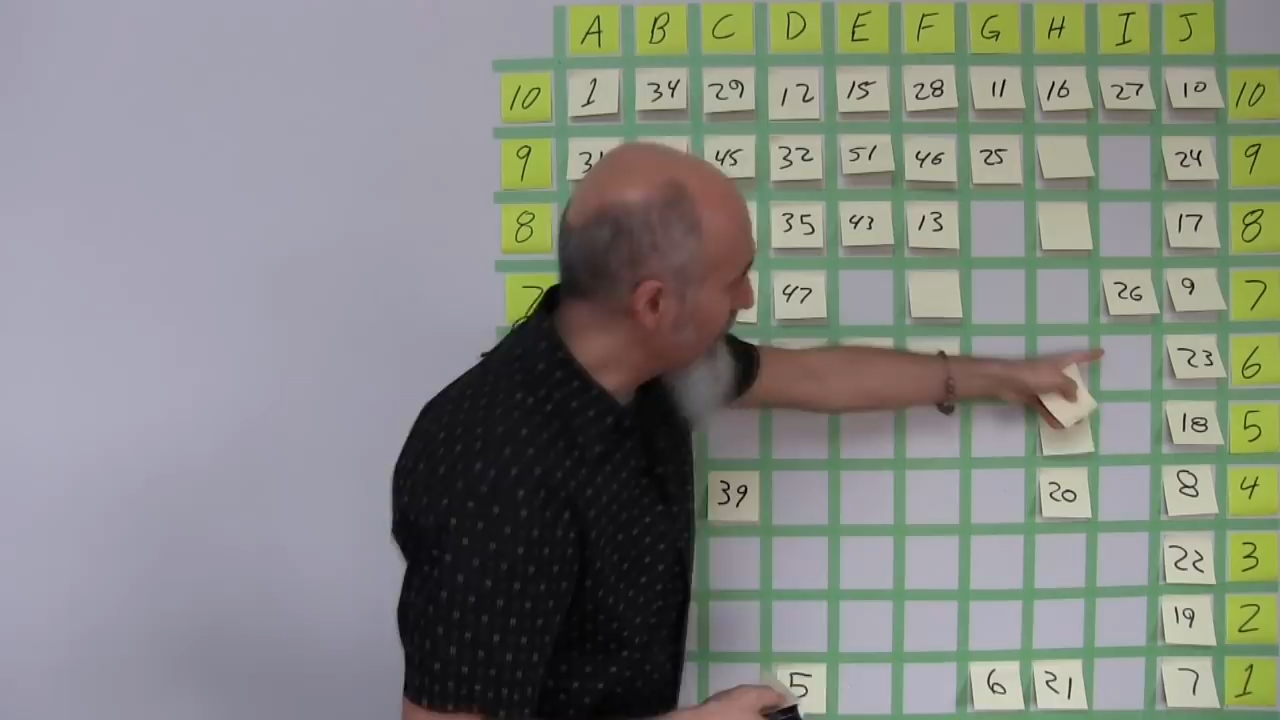 A B C D E F G H I J
10 1 34 29 12 15 28 11 16 27 10 10
9 45 32 51 46 25 24 9
8 35 43 13 17 8
7 47 26 9 7
23 6
18 5
39 20 8 4
22 3
19 2
5 6 21 7 1